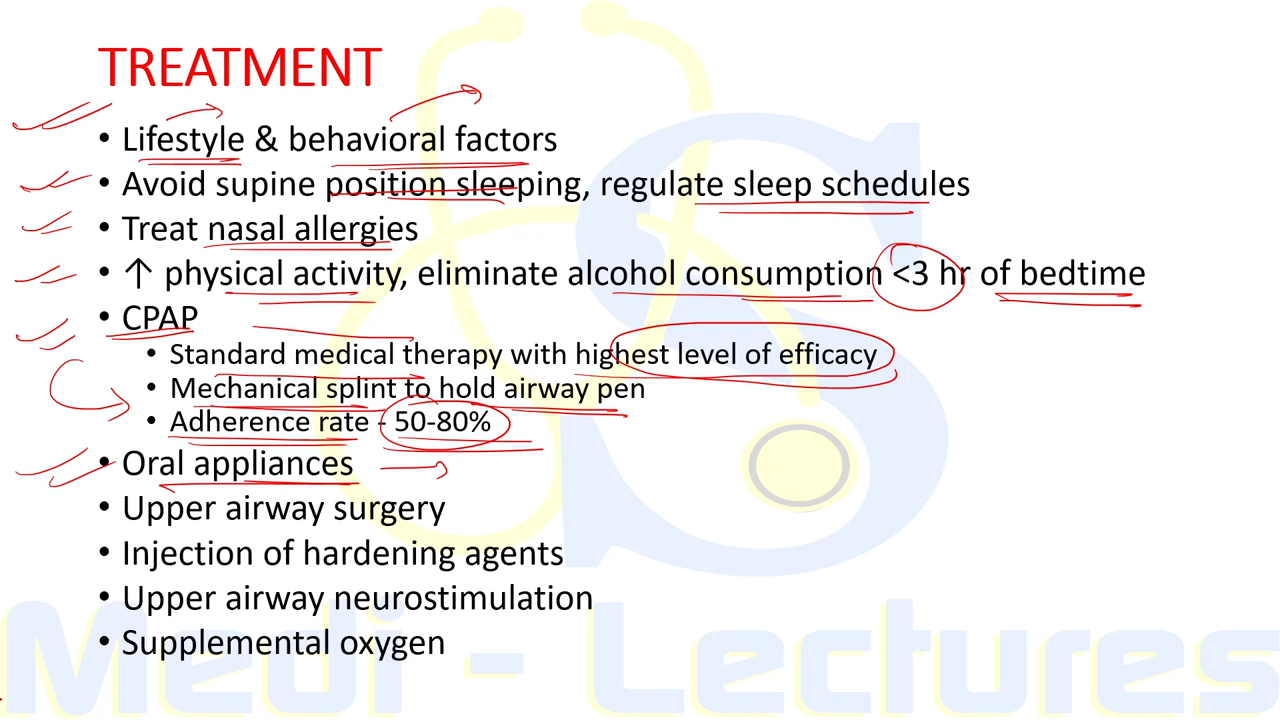 TREATMENT
• Lifestyle & behavioral factors
• Avoid supine position sleeping, regulate sleep schedules
• Treat nasal allergies
• ↑ physical activity, eliminate alcohol consumption <3 hr of bedtime
• CPAP
• Standard medical therapy with highest level of efficacy
• Mechanical splint to hold airway pen
• Adherence rate - 50-80%
• Oral appliances
• Upper airway surgery
• Injection of hardening agents
• Upper airway neurostimulation
• Supplemental oxygen
Medi - Lectures